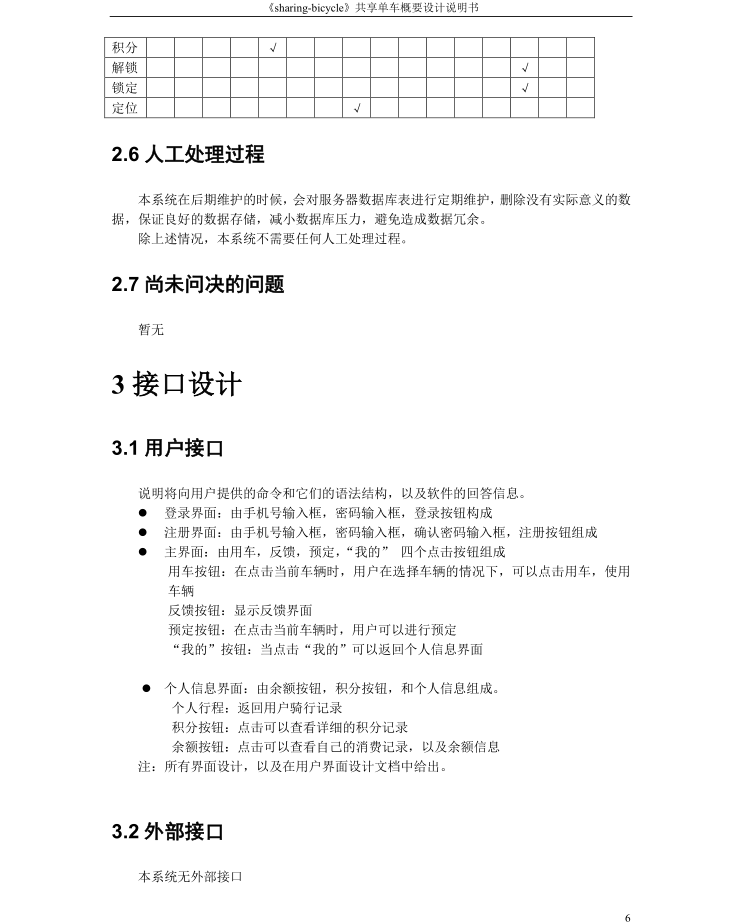 《sharing-bicycle》共享单车概要设计说明书
积分 √
解锁 √
锁定 √
定位 √
2.6 人工处理过程
本系统在后期维护的时候，会对服务器数据库表进行定期维护，删除没有实际意义的数
据，保证良好的数据存储，减小数据库压力，避免造成数据冗余。
除上述情况，本系统不需要任何人工处理过程。
2.7 尚未问决的问题
暂无
3 接口设计
3.1 用户接口
说明将向用户提供的命令和它们的语法结构，以及软件的回答信息。
● 登录界面：由手机号输入框，密码输入框，登录按钮构成
● 注册界面：由手机号输入框，密码输入框，确认密码输入框，注册按钮组成
● 主界面：由用车，反馈，预定，“我的” 四个点击按钮组成
用车按钮：在点击当前车辆时，用户在选择车辆的情况下，可以点击用车，使用
车辆
反馈按钮：显示反馈界面
预定按钮：在点击当前车辆时，用户可以进行预定
“我的”按钮：当点击“我的”可以返回个人信息界面
● 个人信息界面：由余额按钮，积分按钮，和个人信息组成。
个人行程：返回用户骑行记录
积分按钮：点击可以查看详细的积分记录
余额按钮：点击可以查看自己的消费记录，以及余额信息
注：所有界面设计，以及在用户界面设计文档中给出。
3.2 外部接口
本系统无外部接口
6